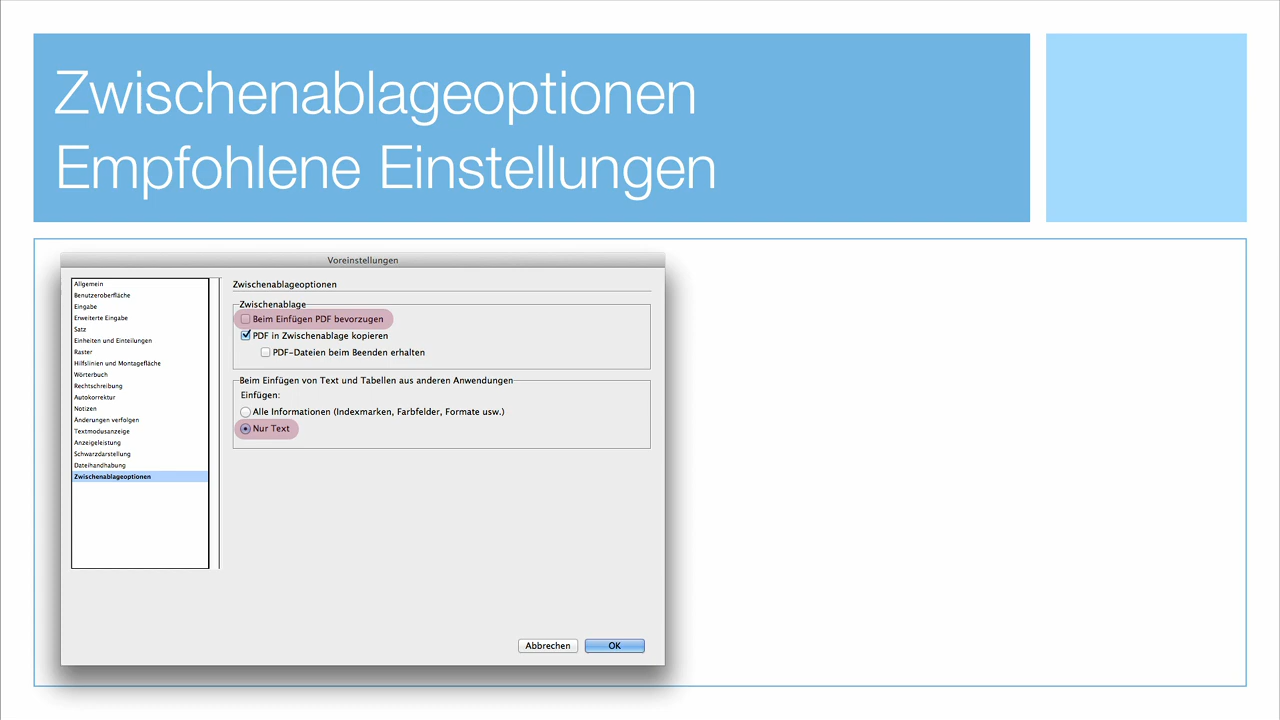 Zwischenablageoptionen
Empfohlene Einstellungen
Voreinstellungen
Allgemein
Benutzeroberfläche
Eingabe
Erweiterte Eingabe
Satz
Einheiten und Einteilungen
Raster
Hilfslinien und Montagefläche
Wörterbuch
Rechtschreibung
Autokorrektur
Notizen
Änderungen verfolgen
Textmodusanzeige
Anzeigeleistung
Schwarzdarstellung
Dateihandhabung
Zwischenablageoptionen
Zwischenablageoptionen
Zwischenablage
Beim Einfügen PDF bevorzugen
PDF in Zwischenablage kopieren
PDF-Dateien beim Beenden erhalten
Beim Einfügen von Text und Tabellen aus anderen Anwendungen
Einfügen:
Alle Informationen (Indexmarken, Farbfelder, Formate usw.)
Nur Text
Abbrechen
OK